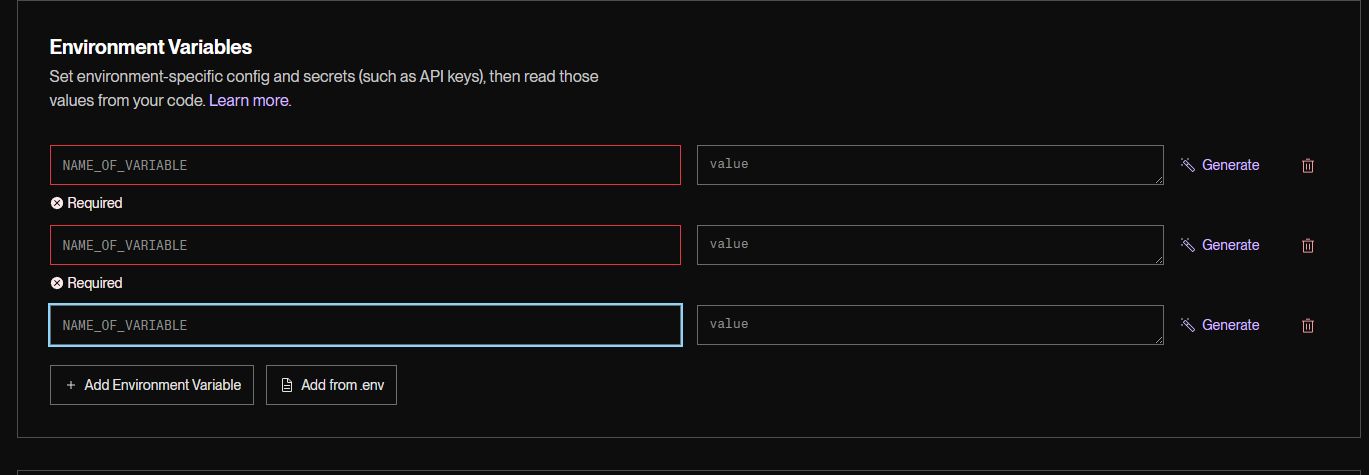 Environment Variables
Set environment-specific config and secrets (such as API keys), then read those
values from your code. Learn more.
NAME_OF_VARIABLE value Generate
Required
NAME_OF_VARIABLE value Generate
Required
NAME_OF_VARIABLE value Generate
+ Add Environment Variable Add from .env